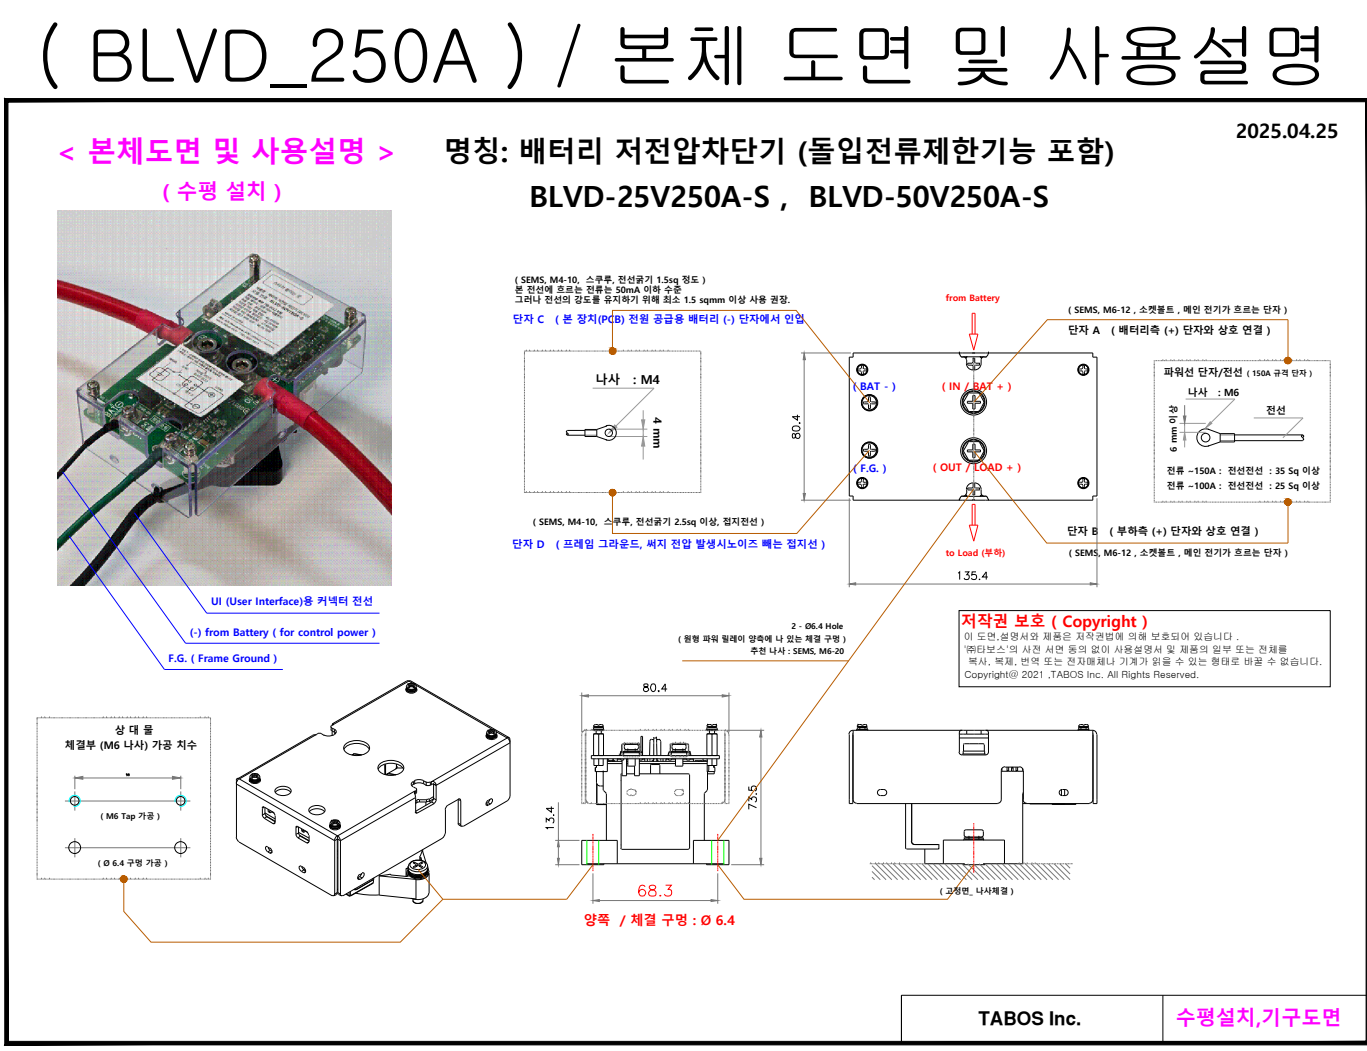 ( BLVD_250A ) / 본체 도면 및 사용설명
2025.04.25
< 본체도면 및 사용설명 >
( 수평 설치 )
명칭: 배터리 저전압차단기 (돌입전류제한기능 포함)
BLVD-25V250A-S , BLVD-50V250A-S
( SEMS, M4-10, 스쿠루, 전선굵기 1.5sq 정도 )
본 전선에 흐르는 전류는 50mA 이하 수준
그러나 전선의 강도를 유지하기 위해 최소 1.5 sqmm 이상 사용 권장.
단자 C ( 본 장치(PCB) 전원 공급용 배터리 (-) 단자에서 인입
나사 : M4
4 mm
( SEMS, M4-10, 스쿠루, 전선굵기 2.5sq 이상, 접지전선 )
단자 D ( 프레임 그라운드, 써지 전압 발생시노이즈 빼는 접지선 )
from Battery
( BAT - )
( IN / BAT + )
( F.G. )
( OUT / LOAD + )
to Load (부하)
80.4
135.4
( SEMS, M6-12 , 소켓볼트 , 메인 전기가 흐르는 단자 )
단자 A ( 배터리측 (+) 단자와 상호 연결 )
파워선 단자/전선 ( 150A 규격 단자 )
나사 : M6
전선
6 mm 이상
전류 ~150A : 전선전선 : 35 Sq 이상
전류 ~100A : 전선전선 : 25 Sq 이상
단자 B ( 부하측 (+) 단자와 상호 연결 )
( SEMS, M6-12 , 소켓볼트 , 메인 전기가 흐르는 단자 )
UI (User Interface)용 커넥터 전선
(-) from Battery ( for control power )
F.G. ( Frame Ground )
2 - Ø6.4 Hole
( 원형 파워 릴레이 양측에 나 있는 체결 구멍 )
추천 나사 : SEMS, M6-20
저작권 보호 ( Copyright )
이 도면,설명서와 제품은 저작권법에 의해 보호되어 있습니다 .
'㈜타보스'의 사전 서면 동의 없이 사용설명서 및 제품의 일부 또는 전체를
복사, 복제, 번역 또는 전자매체나 기계가 읽을 수 있는 형태로 바꿀 수 없습니다.
Copyright@ 2021 ,TABOS Inc. All Rights Reserved.
상 대 물
체결부 (M6 나사) 가공 치수
( M6 Tap 가공 )
( Ø 6.4 구멍 가공 )
80.4
73.5
13.4
68.3
양쪽 / 체결 구멍 : Ø 6.4
( 고정면_ 나사체결 )
TABOS Inc.
수평설치,기구도면